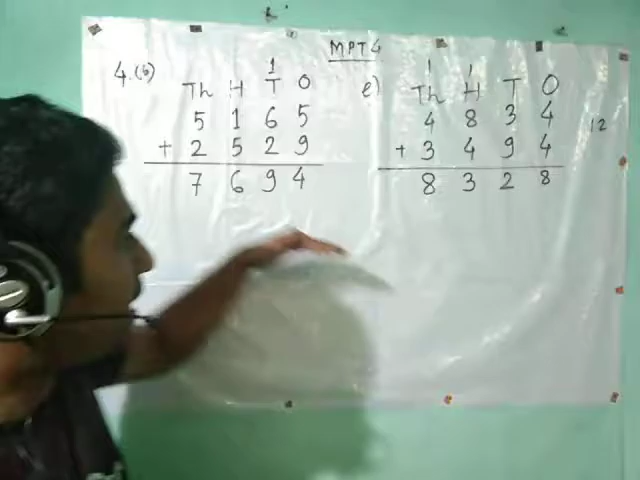 MPT4
4.(b)
1
Th H T O
5 1 6 5
+ 2 5 2 9
7 6 9 4
e)
1 1
Th H T O
4 8 3 4
+ 3 4 9 4
8 3 2 8
12